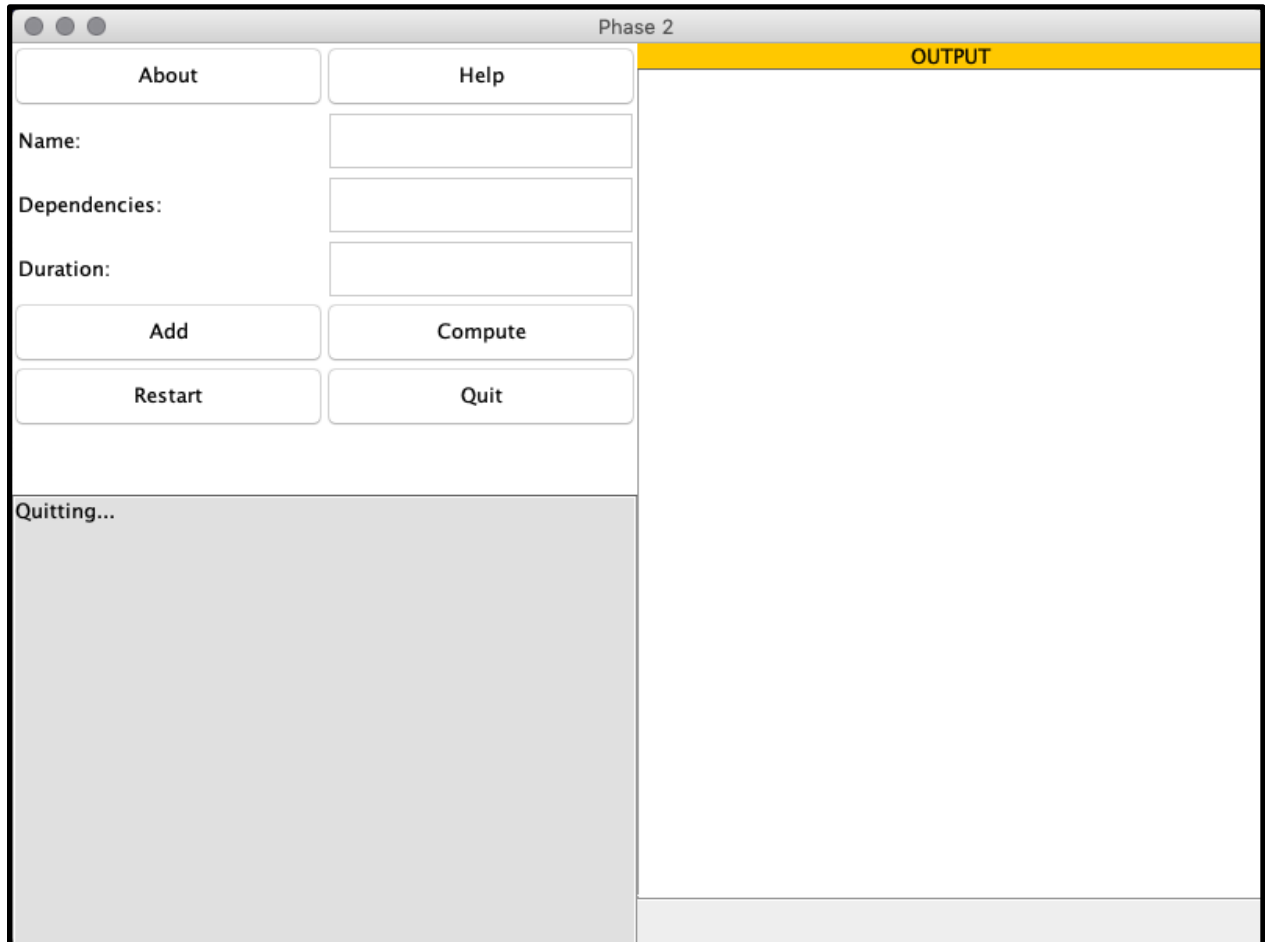 Phase 2
About
Help
Name:
Dependencies:
Duration:
Add
Compute
Restart
Quit
Quitting...
OUTPUT